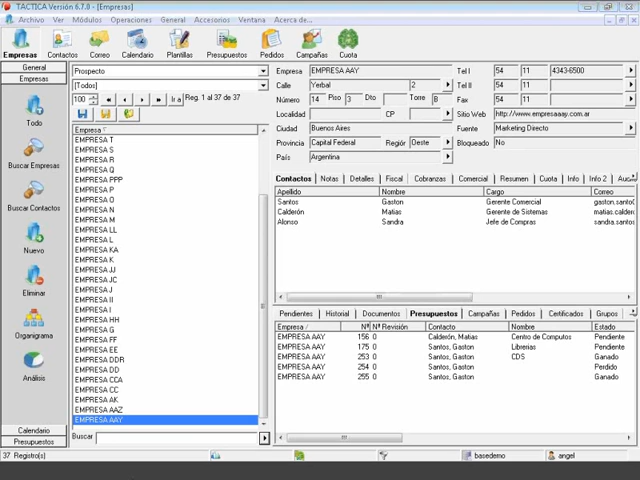 TACTICA Versión 6.7.0 - [Empresas]
Archivo Ver Módulos Operaciones General Accesorios Ventana Acerca de...
Empresas Contactos Correo Calendario Plantillas Presupuestos Pedidos Campañas Cuota
General
Empresas
Todo
Buscar Empresas
Buscar Contactos
Nuevo
Eliminar
Organigrama
Análisis
Calendario
Presupuestos
Prospecto
[Todos]
100 Ir a Reg. 1 al 37 de 37
Empresa
EMPRESA T
EMPRESA S
EMPRESA R
EMPRESA Q
EMPRESA PPP
EMPRESA P
EMPRESA O
EMPRESA N
EMPRESA M
EMPRESA LL
EMPRESA L
EMPRESA KA
EMPRESA K
EMPRESA JJ
EMPRESA JC
EMPRESA J
EMPRESA II
EMPRESA I
EMPRESA HH
EMPRESA G
EMPRESA FF
EMPRESA EE
EMPRESA DDR
EMPRESA DD
EMPRESA CCA
EMPRESA CC
EMPRESA AK
EMPRESA AAZ
EMPRESA AAY
Buscar
Empresa EMPRESA AAY Tel I 54 11 4343-6500
Calle Yerbal 2 Tel II 54 11
Número 14 Piso 3 Dto Torre B Fax 54 11
Localidad CP Sitio Web http://www.empresaaay.com.ar
Ciudad Buenos Aires Fuente Marketing Directo
Provincia Capital Federal Región Oeste Bloqueado No
País Argentina
Contactos Notas Detalles Fiscal Cobranzas Comercial Resumen Cuota Info Info 2
Apellido Nombre Cargo Correo
Santos Gaston Gerente Comercial gaston.santo
Calderón Matias Gerente de Sistemas matias.calder
Alonso Sandra Jefe de Compras sandra.santos
Pendientes Historial Documentos Presupuestos Campañas Pedidos Certificados Grupos
Empresa / Nº Nº Revisión Contacto Nombre Estado
EMPRESA AAY 156 0 Calderón, Matias Centro de Computos Pendiente
EMPRESA AAY 175 0 Santos, Gaston Librerias Pendiente
EMPRESA AAY 253 0 Santos, Gaston CDS Ganado
EMPRESA AAY 254 0 Santos, Gaston Perdido
EMPRESA AAY 255 0 Santos, Gaston Ganado
37 Registro(s) basedemo angel